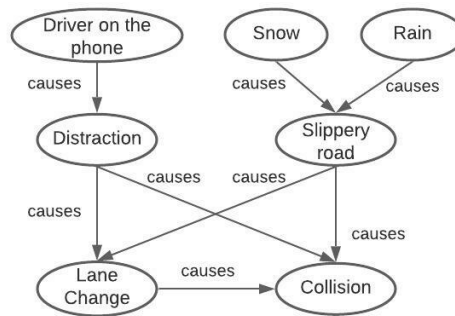 Driver on the
phone
Snow
Rain
causes
causes
causes
Distraction
Slippery
road
causes
causes
causes
causes
Lane
Change
causes
Collision